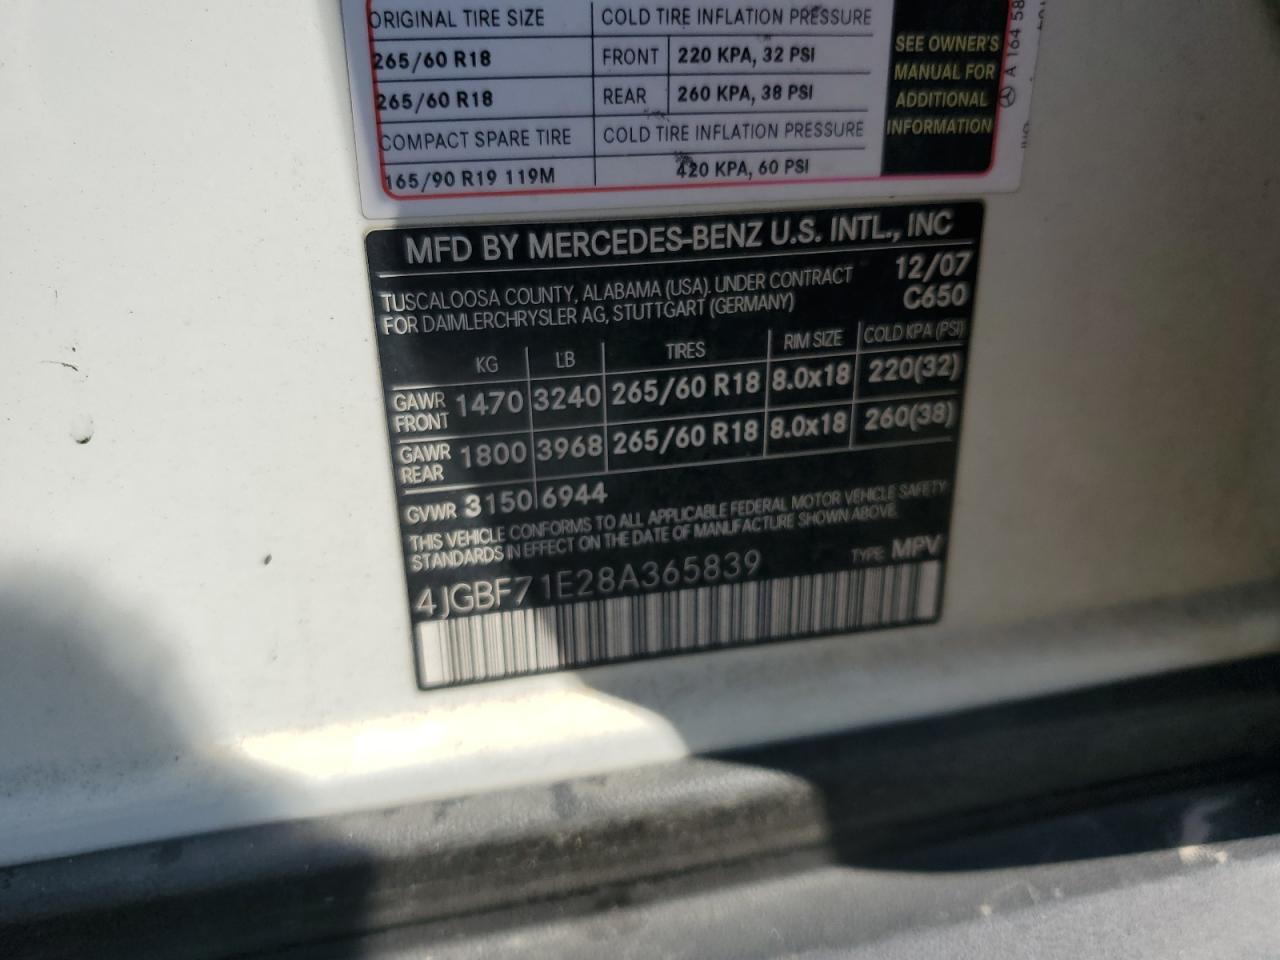 ORIGINAL TIRE SIZE COLD TIRE INFLATION PRESSURE
265/60 R18 FRONT 220 KPA, 32 PSI
265/60 R18 REAR 260 KPA, 38 PSI
COMPACT SPARE TIRE COLD TIRE INFLATION PRESSURE
165/90 R19 119M 420 KPA, 60 PSI
SEE OWNER'S
MANUAL FOR
ADDITIONAL
INFORMATION
A 164 58
MFD BY MERCEDES-BENZ U.S. INTL., INC
TUSCALOOSA COUNTY, ALABAMA (USA). UNDER CONTRACT 12/07
FOR DAIMLERCHRYSLER AG, STUTTGART (GERMANY) C650
KG LB TIRES RIM SIZE COLD KPA (PSI)
GAWR FRONT 1470 3240 265/60 R18 8.0x18 220(32)
GAWR REAR 1800 3968 265/60 R18 8.0x18 260(38)
GVWR 3150 6944
THIS VEHICLE CONFORMS TO ALL APPLICABLE FEDERAL MOTOR VEHICLE SAFETY
STANDARDS IN EFFECT ON THE DATE OF MANUFACTURE SHOWN ABOVE.
4JGBF71E28A365839 TYPE: MPV